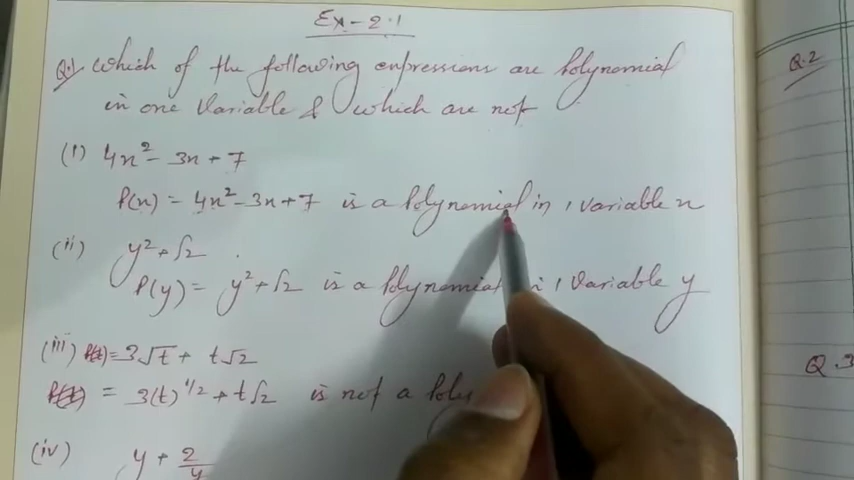 Ex-2.1
Q.1 Which of the following expressions are Polynomial
in one Variable & which are not
(i) 4x² - 3x + 7
P(x) = 4x² - 3x + 7 is a Polynomial in 1 variable x
(ii) y² + √2
P(y) = y² + √2 is a Polynomial in 1 Variable y
(iii) = 3√t + t√2
= 3(t)^1/2 + t√2 is not a Poly
(iv) y + 2/y
Q.2
Q.3